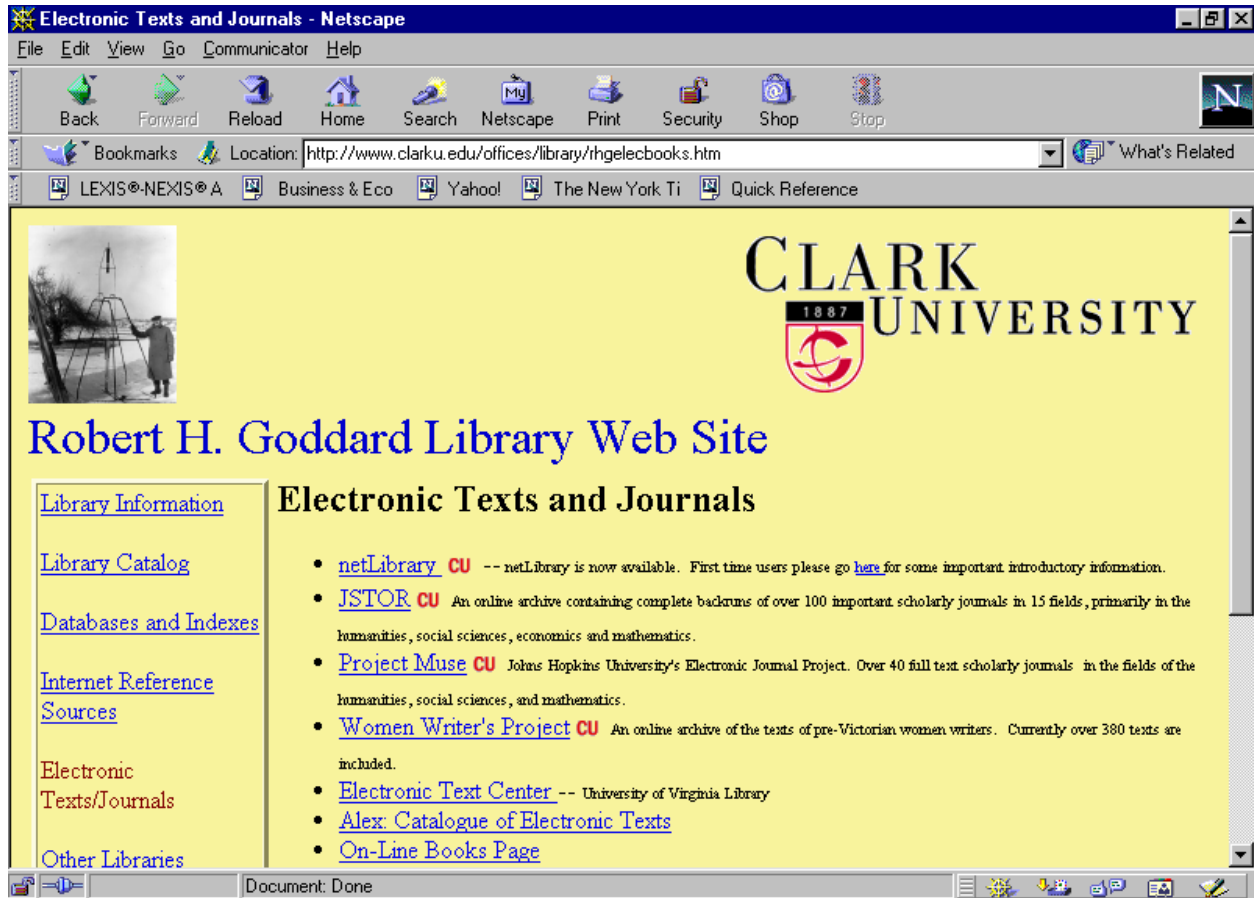 Electronic Texts and Journals - Netscape
File Edit View Go Communicator Help
Back Forward Reload Home Search Netscape Print Security Shop Stop
My
N
Bookmarks Location: http://www.clarku.edu/offices/library/rhgelecbooks.htm What's Related
LEXIS®-NEXIS® A Business & Eco Yahoo! The New York Ti Quick Reference
CLARK
1887 UNIVERSITY
Robert H. Goddard Library Web Site
Library Information
Library Catalog
Databases and Indexes
Internet Reference
Sources
Electronic
Texts/Journals
Other Libraries
Electronic Texts and Journals
• netLibrary CU -- netLibrary is now available. First time users please go here for some important introductory information.
• JSTOR CU An online archive containing complete backruns of over 100 important scholarly journals in 15 fields, primarily in the
humanities, social sciences, economics and mathematics.
• Project Muse CU Johns Hopkins University's Electronic Journal Project. Over 40 full text scholarly journals in the fields of the
humanities, social sciences, and mathematics.
• Women Writer's Project CU An online archive of the texts of pre-Victorian women writers. Currently over 380 texts are
included.
• Electronic Text Center -- University of Virginia Library
• Alex: Catalogue of Electronic Texts
• On-Line Books Page
Document: Done